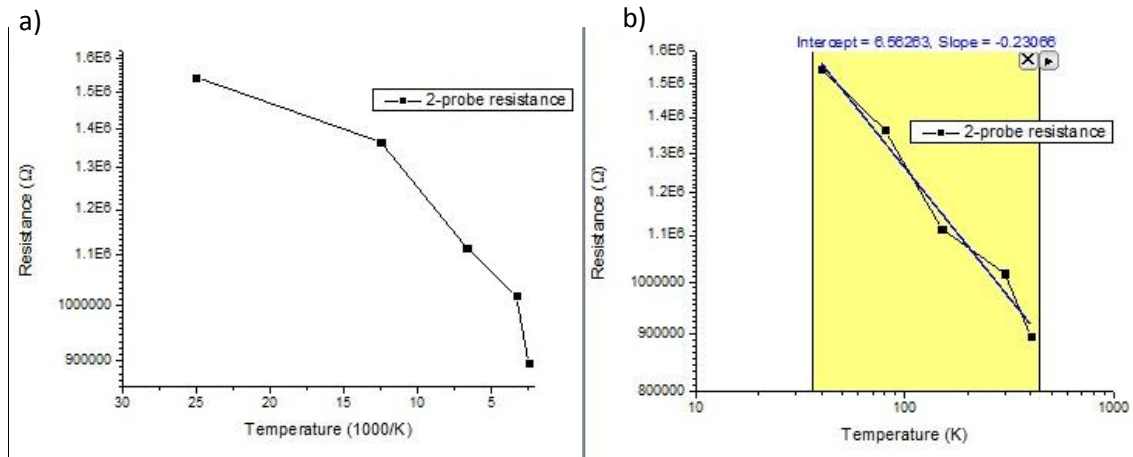 a)
1.6E6
1.5E6
1.4E6
1.3E6
1.2E6
1.1E6
1000000
900000
Resistance (Ω)
2-probe resistance
30 25 20 15 10 5
Temperature (1000/K)
b)
Intercept = 6.56263, Slope = -0.23066
1.6E6
1.5E6
1.4E6
1.3E6
1.2E6
1.1E6
1000000
900000
800000
Resistance (Ω)
2-probe resistance
10 100 1000
Temperature (K)